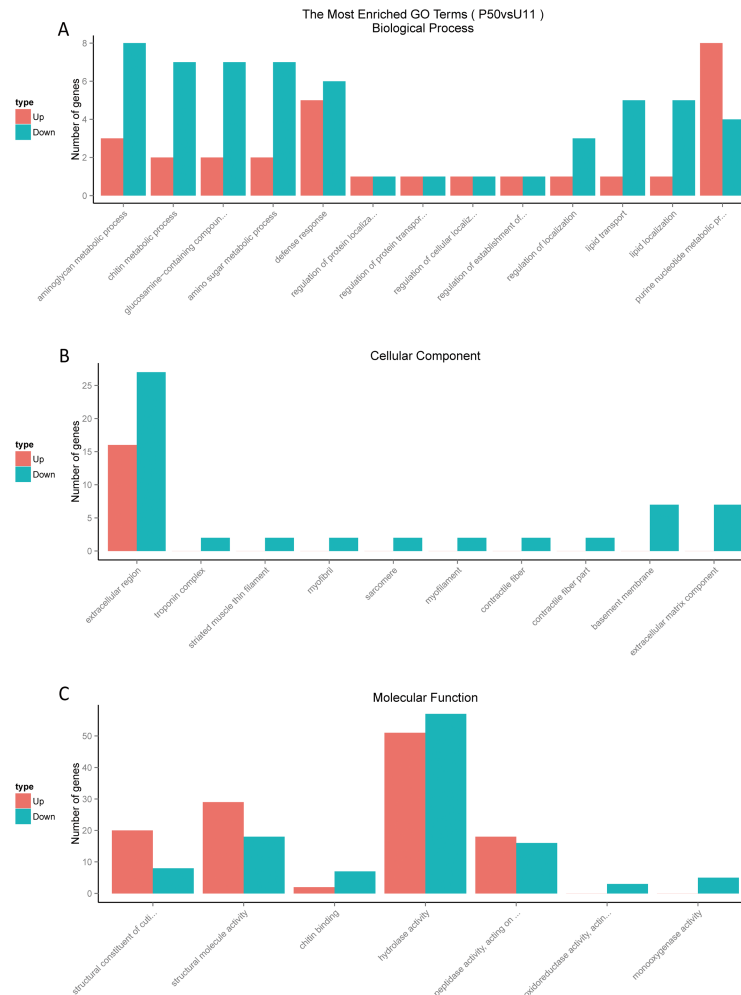 The Most Enriched GO Terms ( P50vsU11 )
A
Biological Process
8
6
4
2
0
Number of genes
type
Up
Down
aminoglycan metabolic process
chitin metabolic process
glucosamine−containing compoun...
amino sugar metabolic process
defense response
regulation of protein localiza...
regulation of protein transpor...
regulation of cellular localiz...
regulation of establishment of...
regulation of localization
lipid transport
lipid localization
purine nucleotide metabolic pr...
B
Cellular Component
25
20
15
10
5
0
Number of genes
type
Up
Down
extracellular region
troponin complex
striated muscle thin filament
myofibril
sarcomere
myofilament
contractile fiber
contractile fiber part
basement membrane
extracellular matrix component
C
Molecular Function
50
40
30
20
10
0
Number of genes
type
Up
Down
structural constituent of cuti...
structural molecule activity
chitin binding
hydrolase activity
peptidase activity, acting on ...
oxidoreductase activity, actin...
monooxygenase activity